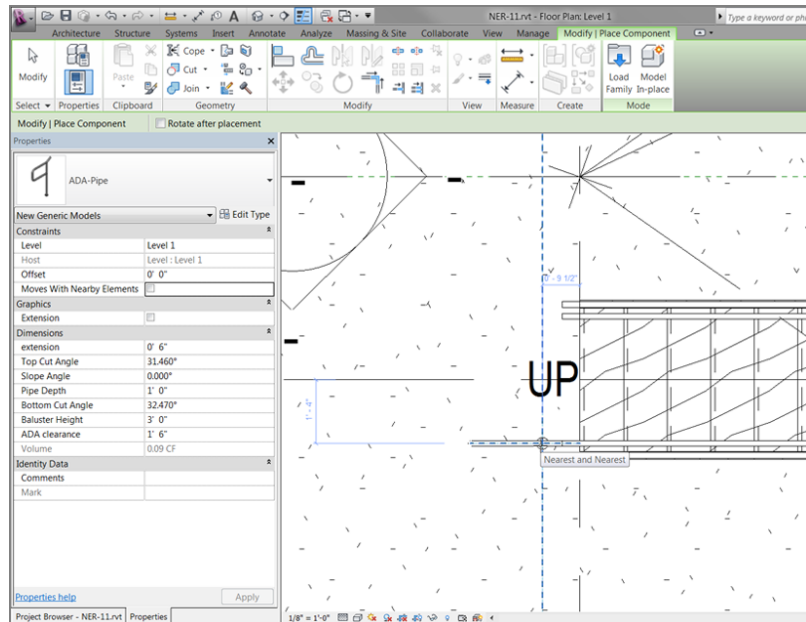 NER-11.rvt - Floor Plan: Level 1
Type a keyword or
Architecture Structure Systems Insert Annotate Analyze Massing & Site Collaborate View Manage Modify | Place Component
Cope
Cut
Join
Modify Paste Load Family Model In-place
Select Properties Clipboard Geometry Modify View Measure Create Mode
Modify | Place Component Rotate after placement
Properties
ADA-Pipe
New Generic Models Edit Type
Constraints
Level Level 1
Host Level : Level 1
Offset 0' 0"
Moves With Nearby Elements
Graphics
Extension
Dimensions
extension 0' 6"
Top Cut Angle 31.460°
Slope Angle 0.000°
Pipe Depth 1' 0"
Bottom Cut Angle 32.470°
Baluster Height 3' 0"
ADA clearance 1' 6"
Volume 0.09 CF
Identity Data
Comments
Mark
Properties help Apply
Project Browser - NER-11.rvt Properties
0' - 9 1/2"
UP
1' - 4"
Nearest and Nearest
1/8" = 1'-0"